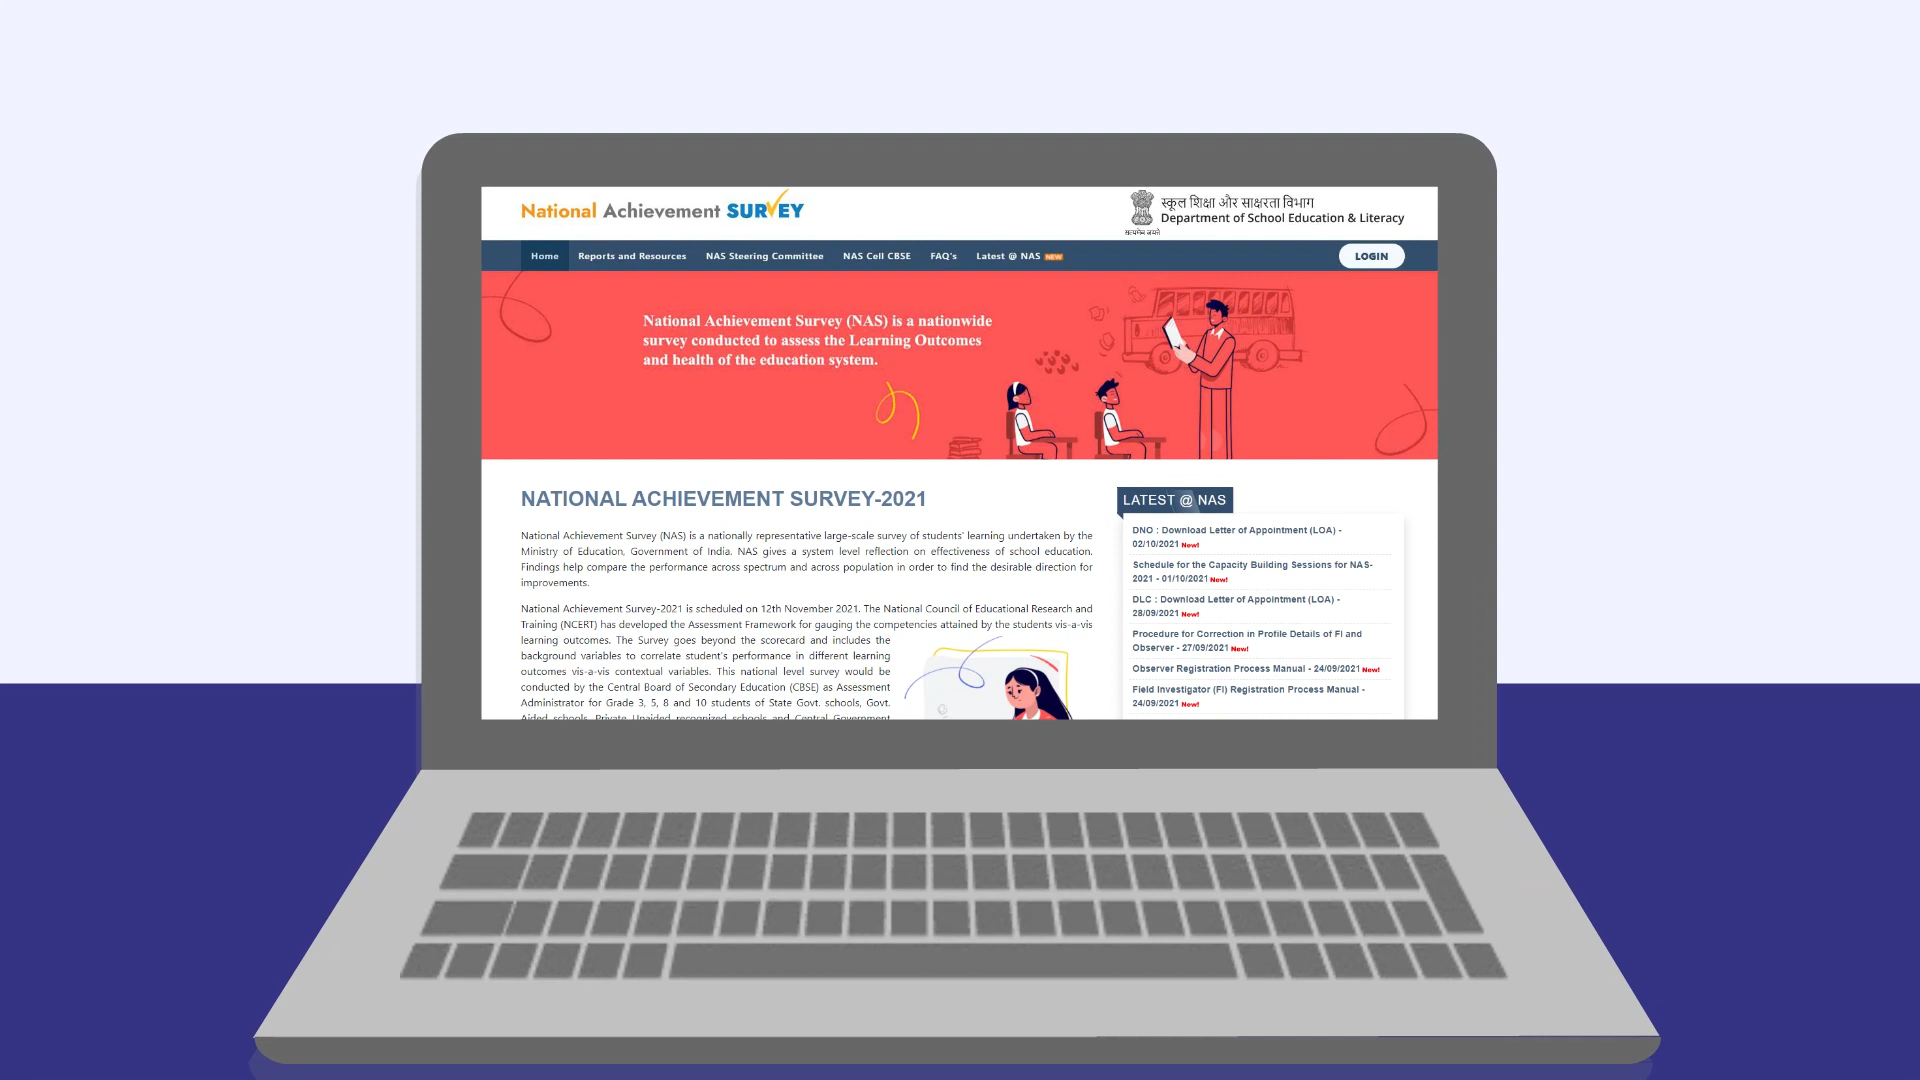 National Achievement SURVEY
स्कूल शिक्षा और साक्षरता विभाग
Department of School Education & Literacy
सत्यमेव जयते
Home Reports and Resources NAS Steering Committee NAS Cell CBSE FAQ's Latest @ NAS NEW LOGIN
National Achievement Survey (NAS) is a nationwide
survey conducted to assess the Learning Outcomes
and health of the education system.
NATIONAL ACHIEVEMENT SURVEY-2021
National Achievement Survey (NAS) is a nationally representative large-scale survey of students' learning undertaken by the
Ministry of Education, Government of India. NAS gives a system level reflection on effectiveness of school education.
Findings help compare the performance across spectrum and across population in order to find the desirable direction for
improvements.
National Achievement Survey-2021 is scheduled on 12th November 2021. The National Council of Educational Research and
Training (NCERT) has developed the Assessment Framework for gauging the competencies attained by the students vis-a-vis
learning outcomes. The Survey goes beyond the scorecard and includes the
background variables to correlate student's performance in different learning
outcomes vis-a-vis contextual variables. This national level survey would be
conducted by the Central Board of Secondary Education (CBSE) as Assessment
Administrator for Grade 3, 5, 8 and 10 students of State Govt. schools, Govt.
Aided schools, Private Unaided recognized schools and Central Government
LATEST @ NAS
DNO : Download Letter of Appointment (LOA) -
02/10/2021 New!
Schedule for the Capacity Building Sessions for NAS-
2021 - 01/10/2021 New!
DLC : Download Letter of Appointment (LOA) -
28/09/2021 New!
Procedure for Correction in Profile Details of FI and
Observer - 27/09/2021 New!
Observer Registration Process Manual - 24/09/2021 New!
Field Investigator (FI) Registration Process Manual -
24/09/2021 New!